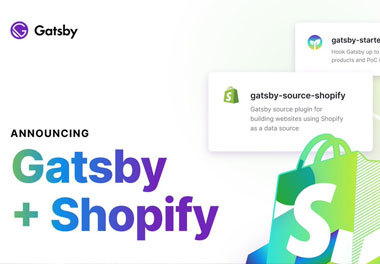 Gatsby
gatsby-starte
Hook Gatsby up to
products and PoC
gatsby-source-shopify
Gatsby source plugin for
building websites using Shopify
as a data source
ANNOUNCING
Gatsby
+ Shopify